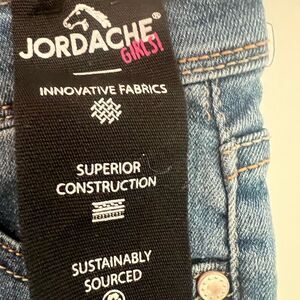 JORDACHE®
GIRLS!
INNOVATIVE FABRICS
SUPERIOR
CONSTRUCTION
SUSTAINABLY
SOURCED